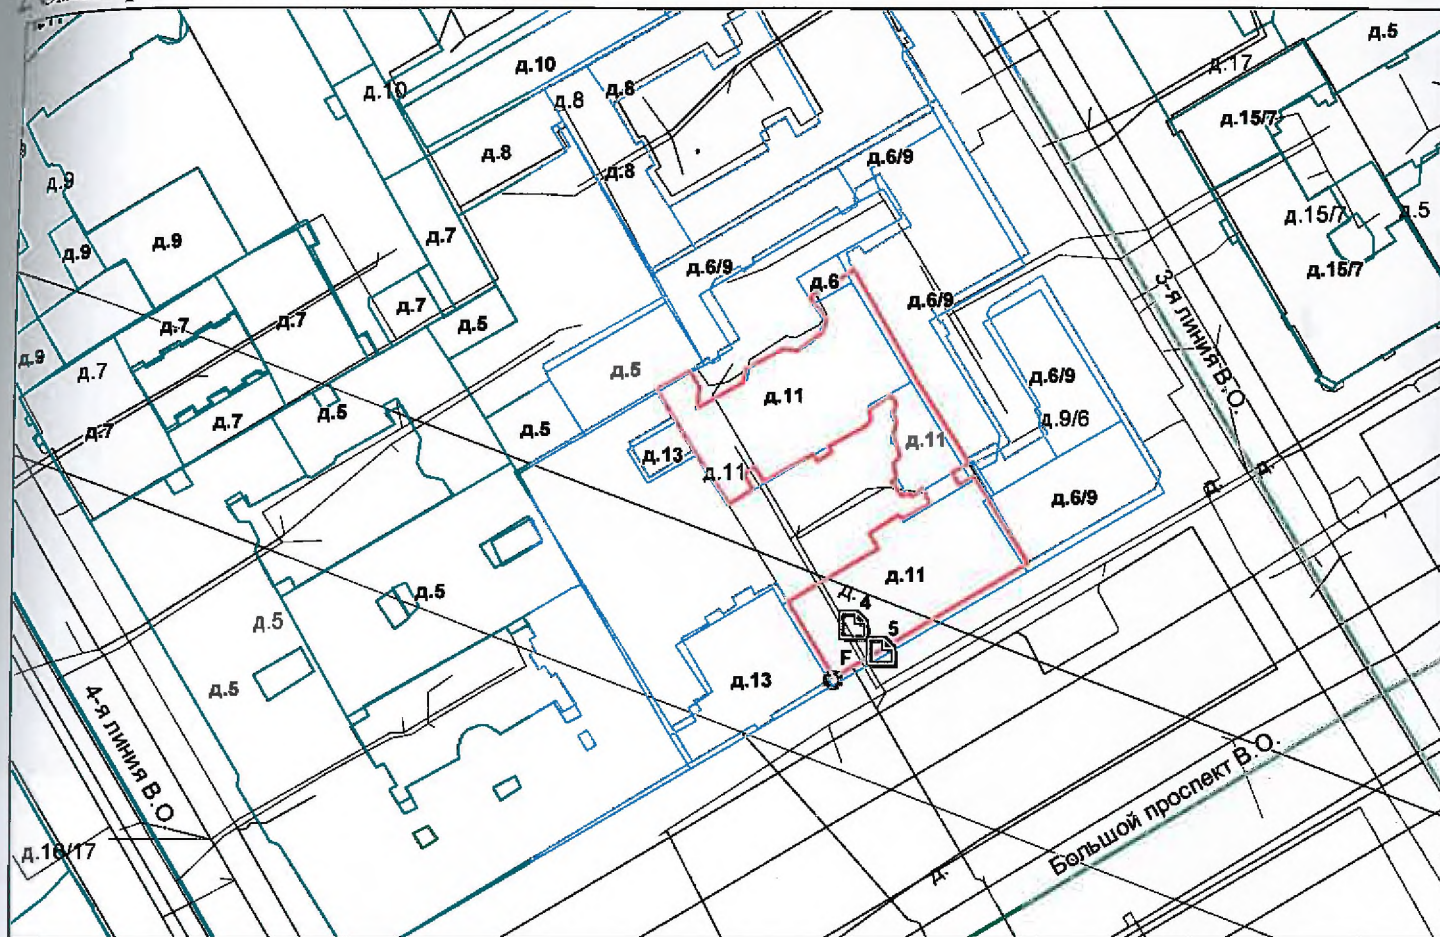 д.5
д.17
д.10
д.10
д.8
д.8
д.15/7
д.8
д.6/9
д.8
д.9
д.15/7
д.5
д.9
д.9
д.7
д.6/9
д.6
д.15/7
д.6/9
3-я линия В.О.
д.7
д.7
д.7
д.5
д.9
д.7
д.5
д.6/9
д.11
д.5
д.7
д.7
д.5
д.11
д.9/6
д.13
д.11
д.
д.
д.6/9
д.11
д.5
д.
4
д.5
5
F
д.5
д.13
4-я линия В.О
Большой проспект В.О.
д.16/17
д.